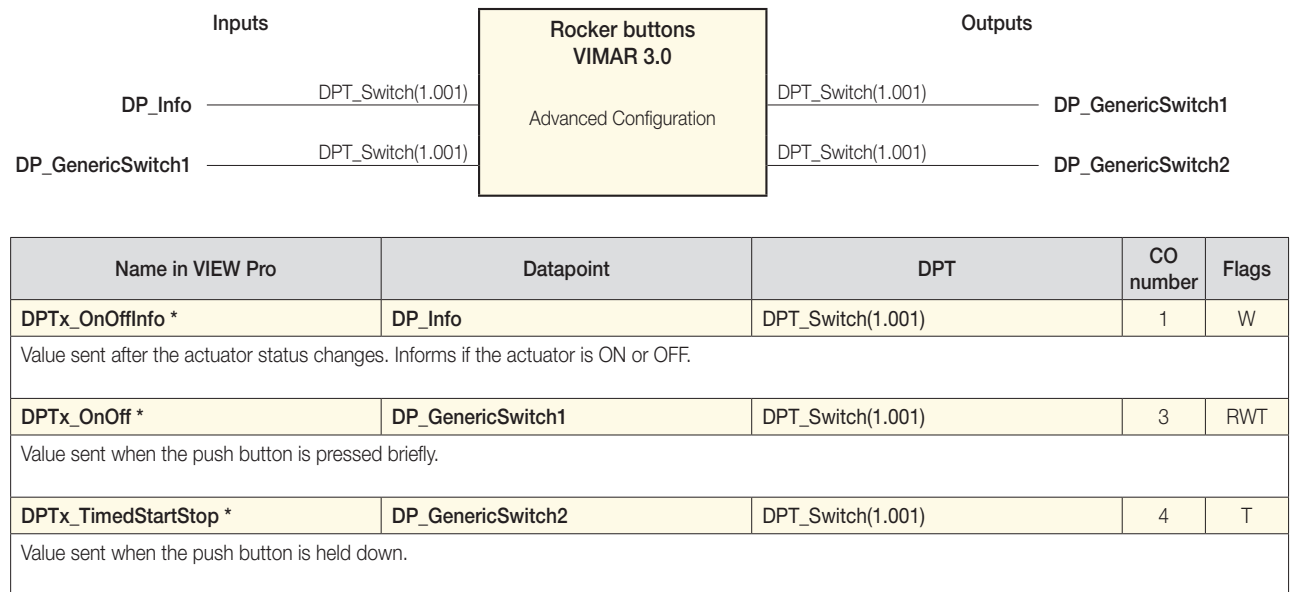 Inputs
Rocker buttons
VIMAR 3.0
Outputs
DP_Info
DPT_Switch(1.001)
Advanced Configuration
DPT_Switch(1.001)
DP_GenericSwitch1
DP_GenericSwitch1
DPT_Switch(1.001)
DPT_Switch(1.001)
DP_GenericSwitch2
Name in VIEW Pro Datapoint DPT CO number Flags
DPTx_OnOffInfo * DP_Info DPT_Switch(1.001) 1 W
Value sent after the actuator status changes. Informs if the actuator is ON or OFF.
DPTx_OnOff * DP_GenericSwitch1 DPT_Switch(1.001) 3 RWT
Value sent when the push button is pressed briefly.
DPTx_TimedStartStop * DP_GenericSwitch2 DPT_Switch(1.001) 4 T
Value sent when the push button is held down.